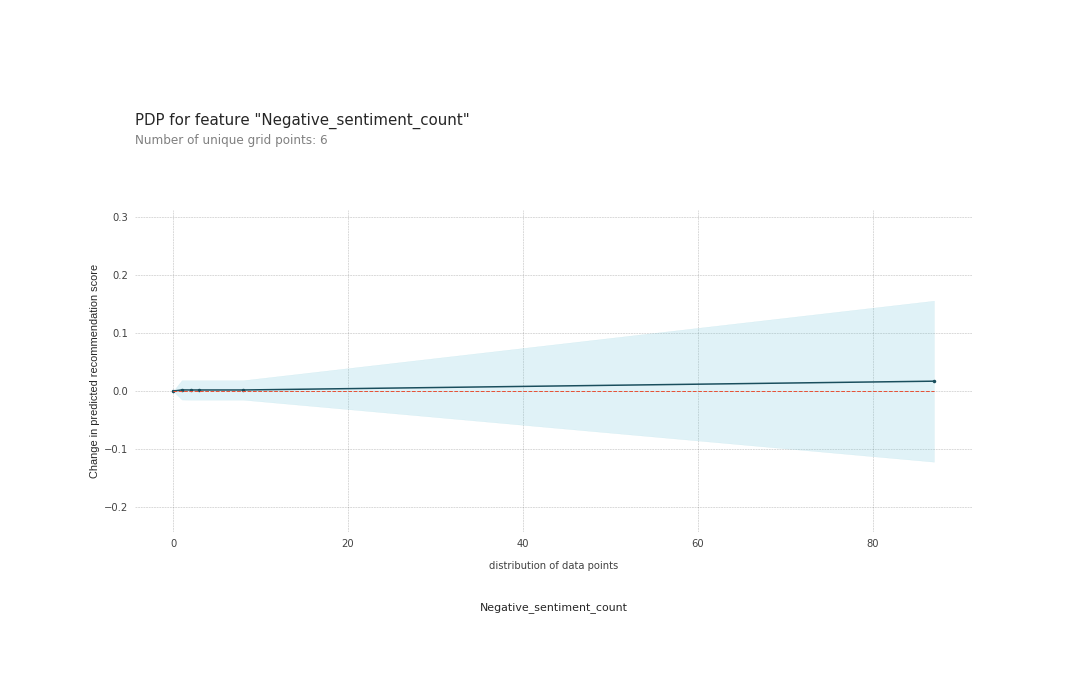 PDP for feature "Negative_sentiment_count"
Number of unique grid points: 6
Change in predicted recommendation score
0.3
0.2
0.1
0.0
−0.1
−0.2
0 20 40 60 80
distribution of data points
Negative_sentiment_count